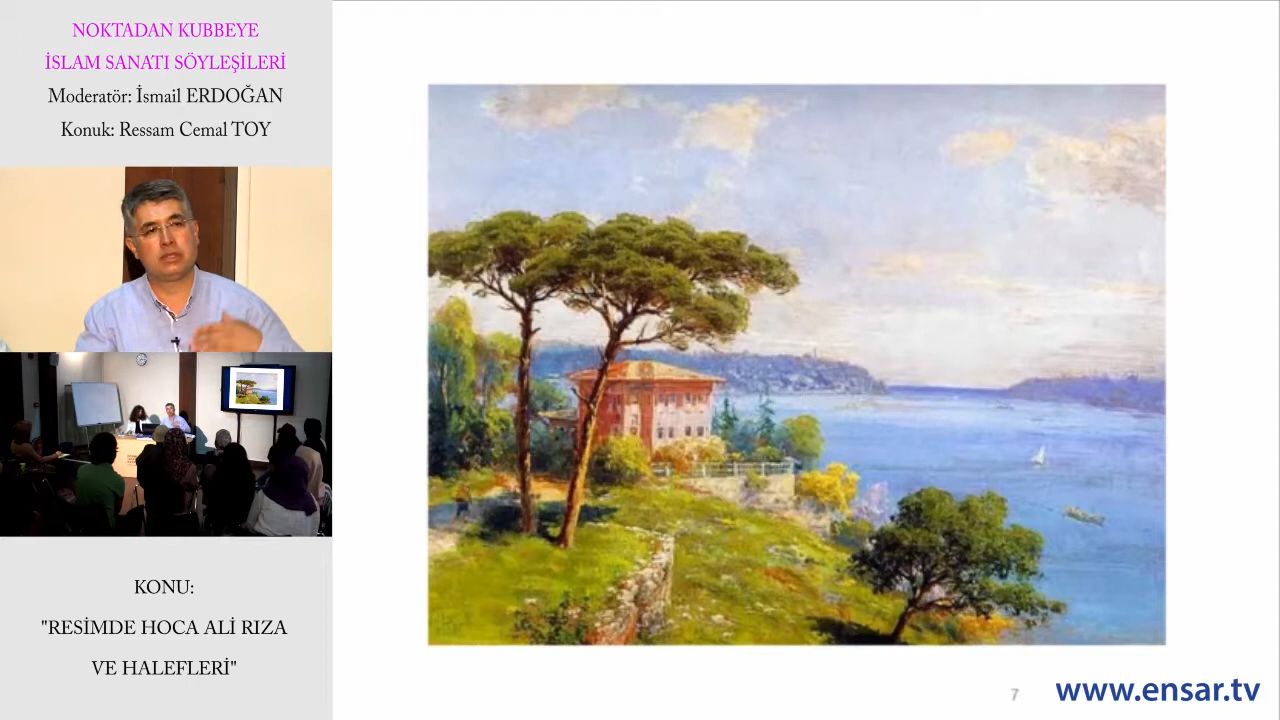 NOKTADAN KUBBEYE
İSLAM SANATI SÖYLEŞİLERİ
Moderatör: İsmail ERDOĞAN
Konuk: Ressam Cemal TOY
KONU:
"RESİMDE HOCA ALİ RIZA
VE HALEFLERİ"
7
www.ensar.tv